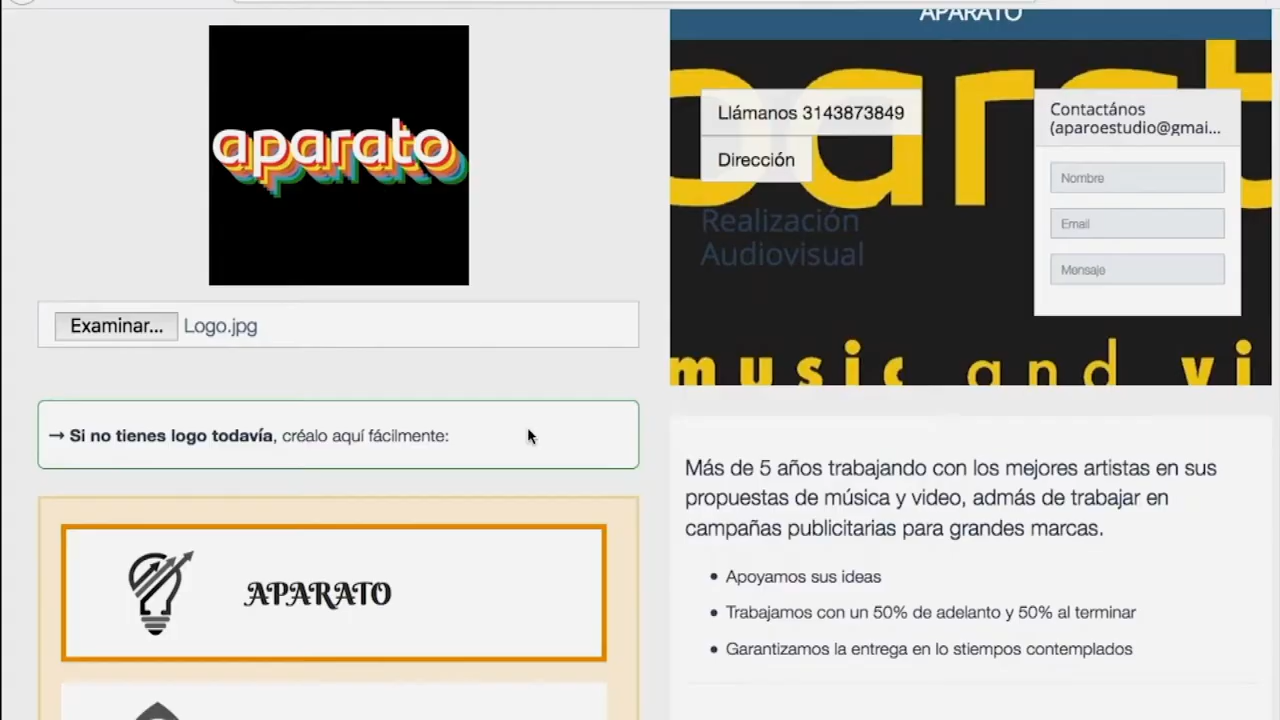 aparato
Examinar... Logo.jpg
→ Si no tienes logo todavía, créalo aquí fácilmente:
APARATO
APARATO
Llámanos 3143873849
Dirección
Realización
Audiovisual
Contactános
(aparoestudio@gmai...
Nombre
Email
Mensaje
music and vi
Más de 5 años trabajando con los mejores artistas en sus
propuestas de música y video, admás de trabajar en
campañas publicitarias para grandes marcas.
• Apoyamos sus ideas
• Trabajamos con un 50% de adelanto y 50% al terminar
• Garantizamos la entrega en lo stiempos contemplados